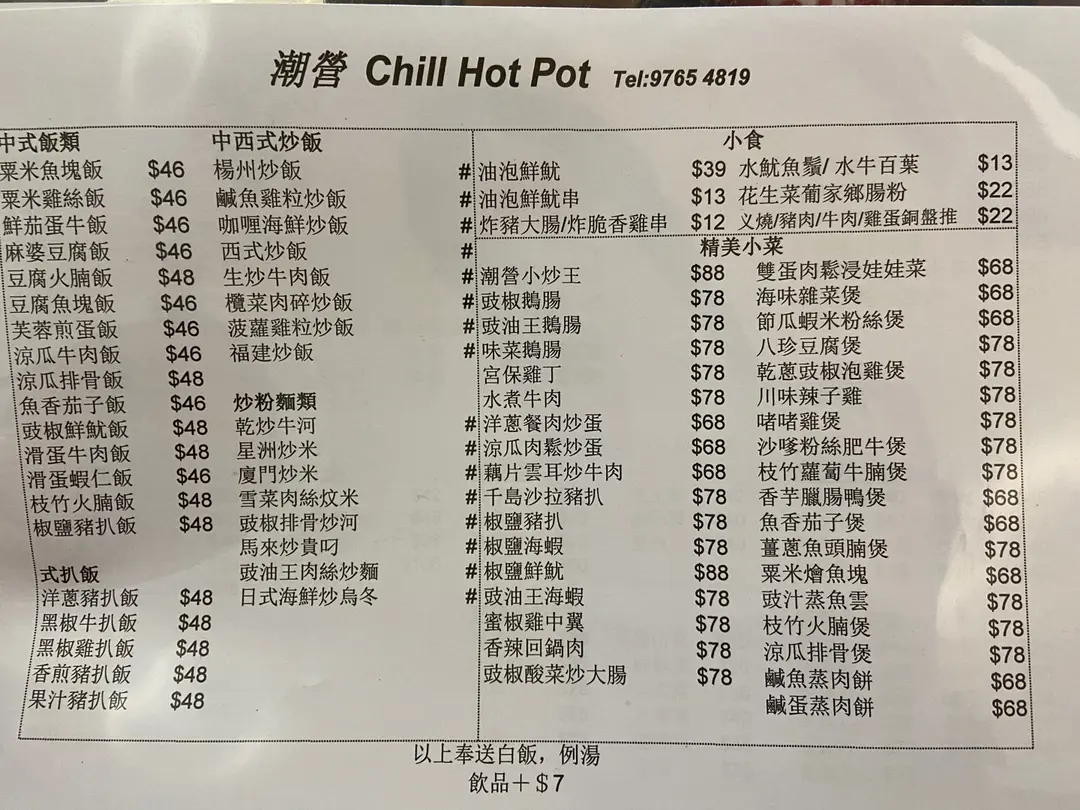 潮營 Chill Hot Pot Tel:9765 4819
中式飯類
粟米魚塊飯 $46
粟米雞絲飯 $46
鮮茄蛋牛飯 $46
麻婆豆腐飯 $46
豆腐火腩飯 $48
豆腐魚塊飯 $46
芙蓉煎蛋飯 $46
涼瓜牛肉飯 $46
涼瓜排骨飯 $48
魚香茄子飯 $46
豉椒鮮魷飯 $48
滑蛋牛肉飯 $48
滑蛋蝦仁飯 $46
枝竹火腩飯 $48
椒鹽豬扒飯 $48
式扒飯
洋蔥豬扒飯 $48
黑椒牛扒飯 $48
黑椒雞扒飯 $48
香煎豬扒飯 $48
果汁豬扒飯 $48
中西式炒飯
楊州炒飯 #
鹹魚雞粒炒飯 #
咖喱海鮮炒飯 #
西式炒飯 #
生炒牛肉飯 #
欖菜肉碎炒飯 #
菠蘿雞粒炒飯 #
福建炒飯 #
炒粉麵類
乾炒牛河 #
星洲炒米 #
廈門炒米 #
雪菜肉絲炆米 #
豉椒排骨炒河 #
馬來炒貴叼 #
豉油王肉絲炒麵 #
日式海鮮炒烏冬 #
小食
油泡鮮魷 $39
油泡鮮魷串 $13
炸豬大腸/炸脆香雞串 $12
水魷魚鬚/ 水牛百葉 $13
花生菜葡家鄉腸粉 $22
义燒/豬肉/牛肉/雞蛋銅盤推 $22
精美小菜
潮營小炒王 $88
豉椒鵝腸 $78
豉油王鵝腸 $78
味菜鵝腸 $78
宮保雞丁 $78
水煮牛肉 $78
洋蔥餐肉炒蛋 $68
涼瓜肉鬆炒蛋 $68
藕片雲耳炒牛肉 $68
千島沙拉豬扒 $78
椒鹽豬扒 $78
椒鹽海蝦 $78
椒鹽鮮魷 $88
豉油王海蝦 $78
蜜椒雞中翼 $78
香辣回鍋肉 $78
豉椒酸菜炒大腸 $78
雙蛋肉鬆浸娃娃菜 $68
海味雜菜煲 $68
節瓜蝦米粉絲煲 $68
八珍豆腐煲 $78
乾蔥豉椒泡雞煲 $78
川味辣子雞 $78
啫啫雞煲 $78
沙嗲粉絲肥牛煲 $78
枝竹蘿蔔牛腩煲 $78
香芋臘腸鴨煲 $68
魚香茄子煲 $68
薑蔥魚頭腩煲 $78
粟米燴魚塊 $68
豉汁蒸魚雲 $78
枝竹火腩煲 $78
涼瓜排骨煲 $78
鹹魚蒸肉餅 $68
鹹蛋蒸肉餅 $68
以上奉送白飯，例湯
飲品＋＄7